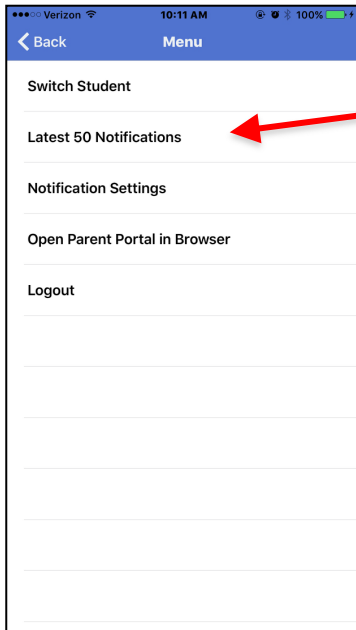 Verizon 10:11 AM 100%
Back Menu
Switch Student
Latest 50 Notifications
Notification Settings
Open Parent Portal in Browser
Logout